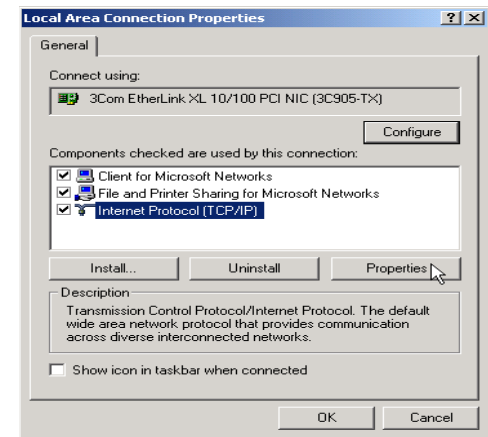 Local Area Connection Properties
General
Connect using:
3Com EtherLink XL 10/100 PCI NIC (3C905-TX)
Configure
Components checked are used by this connection:
Client for Microsoft Networks
File and Printer Sharing for Microsoft Networks
Internet Protocol (TCP/IP)
Install... Uninstall Properties
Description
Transmission Control Protocol/Internet Protocol. The default
wide area network protocol that provides communication
across diverse interconnected networks.
Show icon in taskbar when connected
OK Cancel